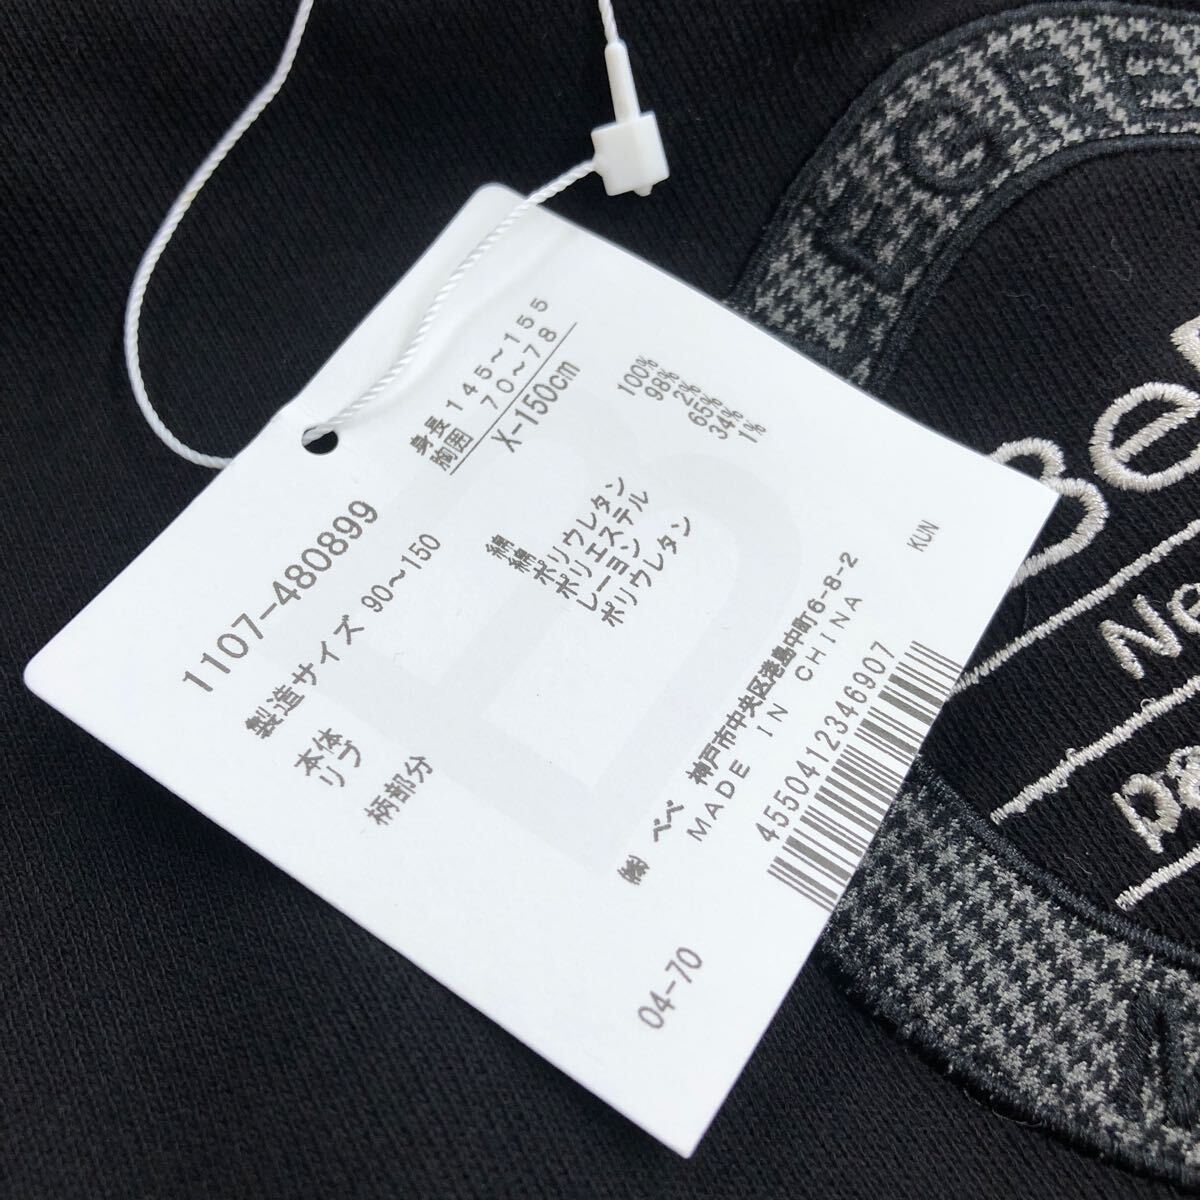 1107-480899
身長 145～155
胸囲 70～78
X-150cm
製造サイズ 90～150
本体 綿 100%
リブ 綿 98%
ポリウレタン 2%
柄部分 ポリエステル 65%
レーヨン 34%
ポリウレタン 1%
KUN
㈱ べべ 神戸市中央区港島中町6-8-2
MADE IN CHINA
4550412346907
04-70
Be
Ne